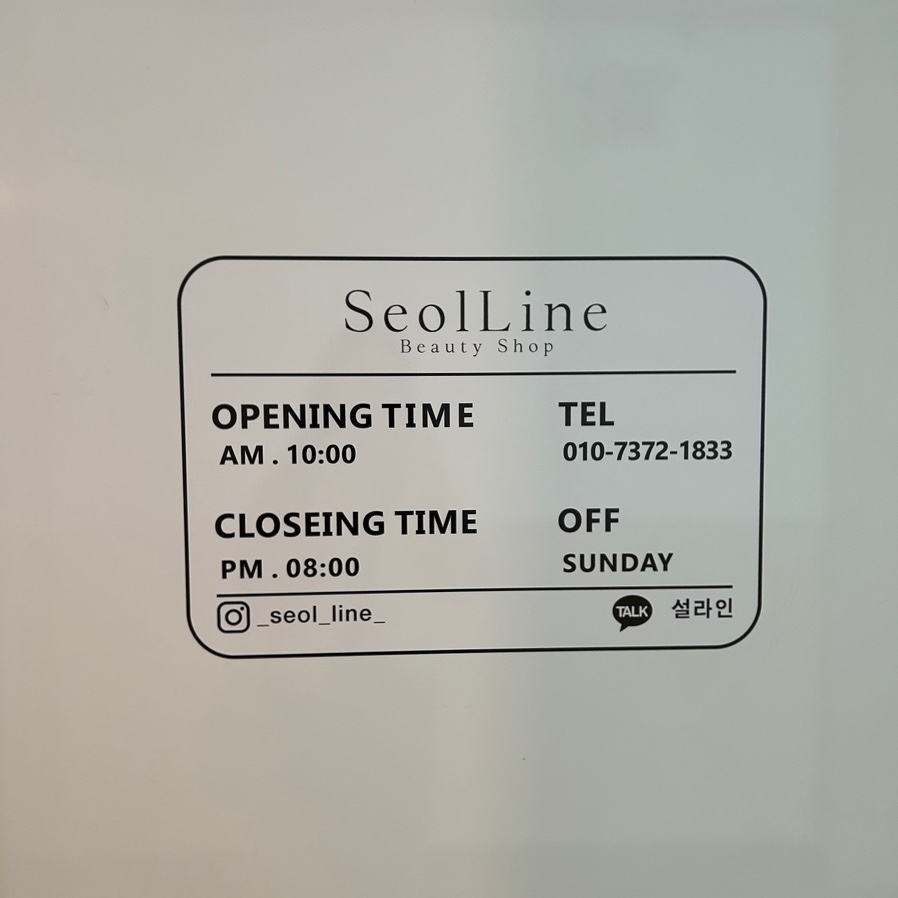 SeolLine
Beauty Shop
OPENING TIME
AM . 10:00
TEL
010-7372-1833
CLOSEING TIME
PM . 08:00
OFF
SUNDAY
_seol_line_
TALK 설라인